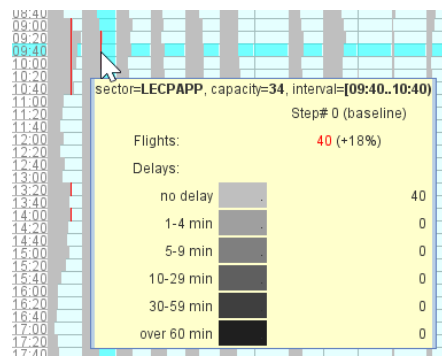 08:40
09:00
09:20
09:40
10:00
10:20
10:40
11:00
11:20
11:40
12:00
12:20
12:40
13:00
13:20
13:40
14:00
14:20
14:40
15:00
15:20
15:40
16:00
16:20
16:40
17:00
17:20
17:40
sector=LECPAPP, capacity=34, interval=[09:40..10:40)
Step# 0 (baseline)
Flights: 40 (+18%)
Delays:
no delay . 40
1-4 min . 0
5-9 min . 0
10-29 min . 0
30-59 min 0
over 60 min 0